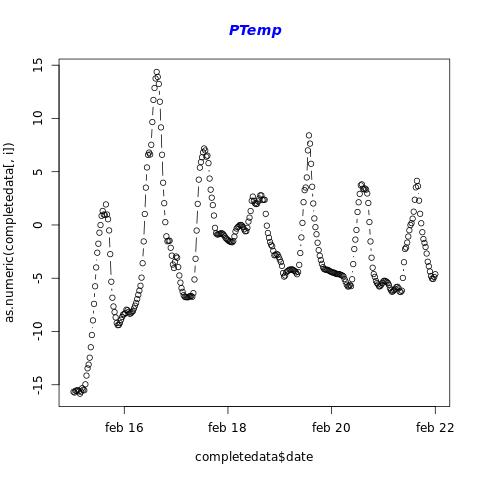 PTemp
as.numeric(completedata[, i])
15
10
5
0
-5
-10
-15
feb 16 feb 18 feb 20 feb 22
completedata$date